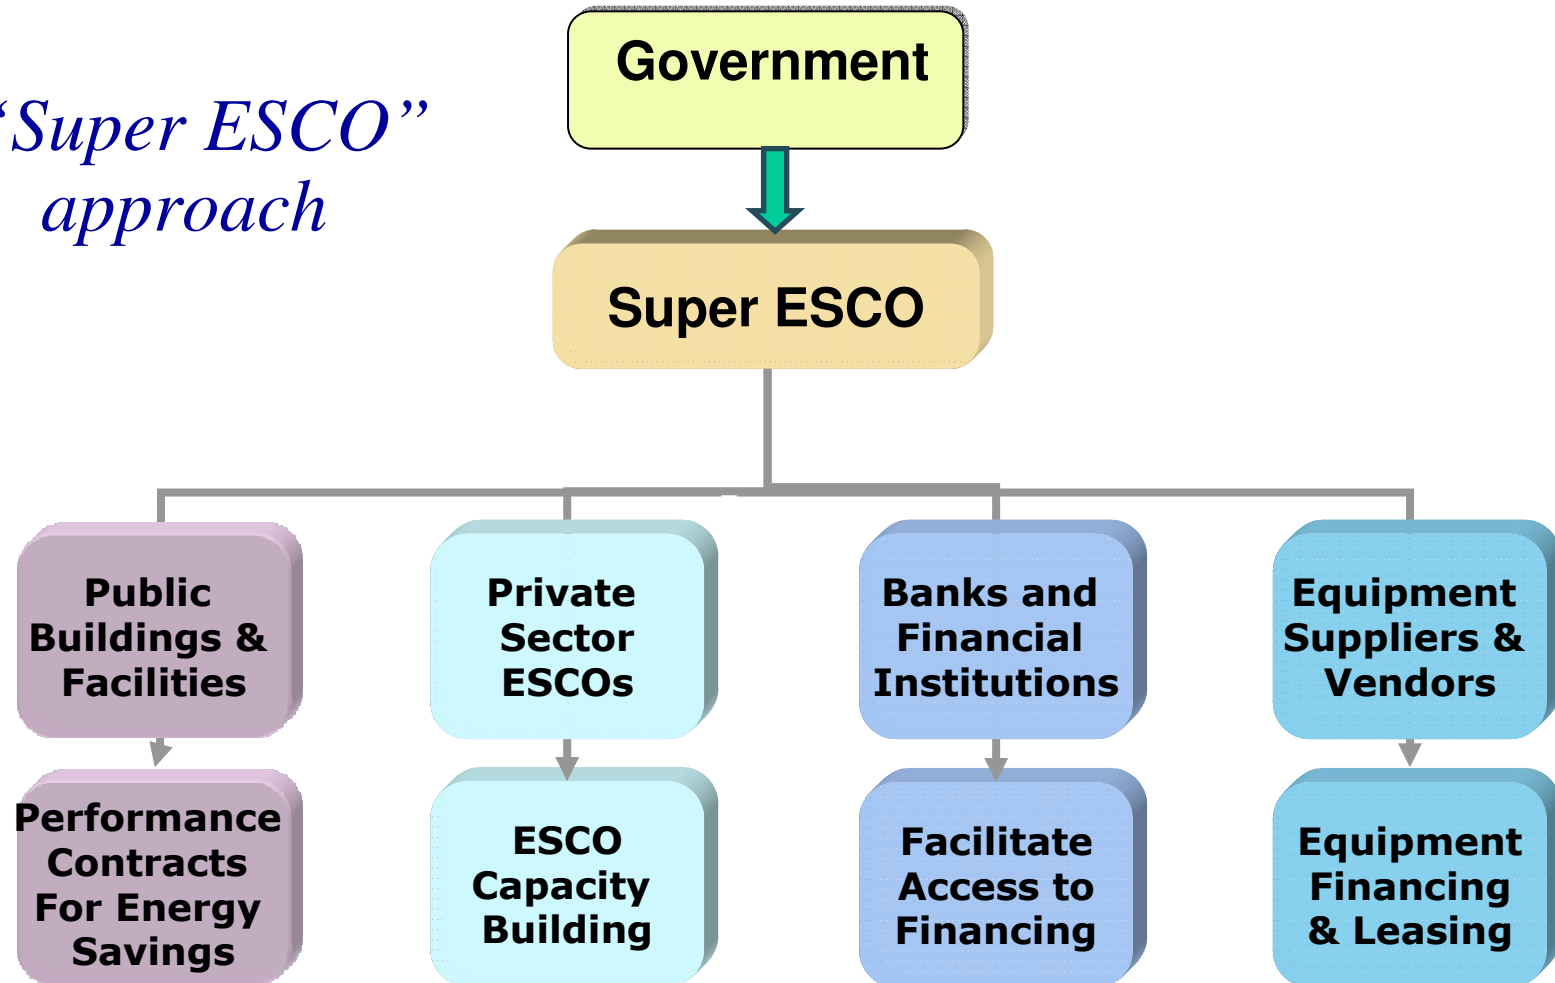 Government
“Super ESCO”
approach
Super ESCO
Public
Buildings &
Facilities
Private
Sector
ESCOs
Banks and
Financial
Institutions
Equipment
Suppliers &
Vendors
Performance
Contracts
For Energy
Savings
ESCO
Capacity
Building
Facilitate
Access to
Financing
Equipment
Financing
& Leasing